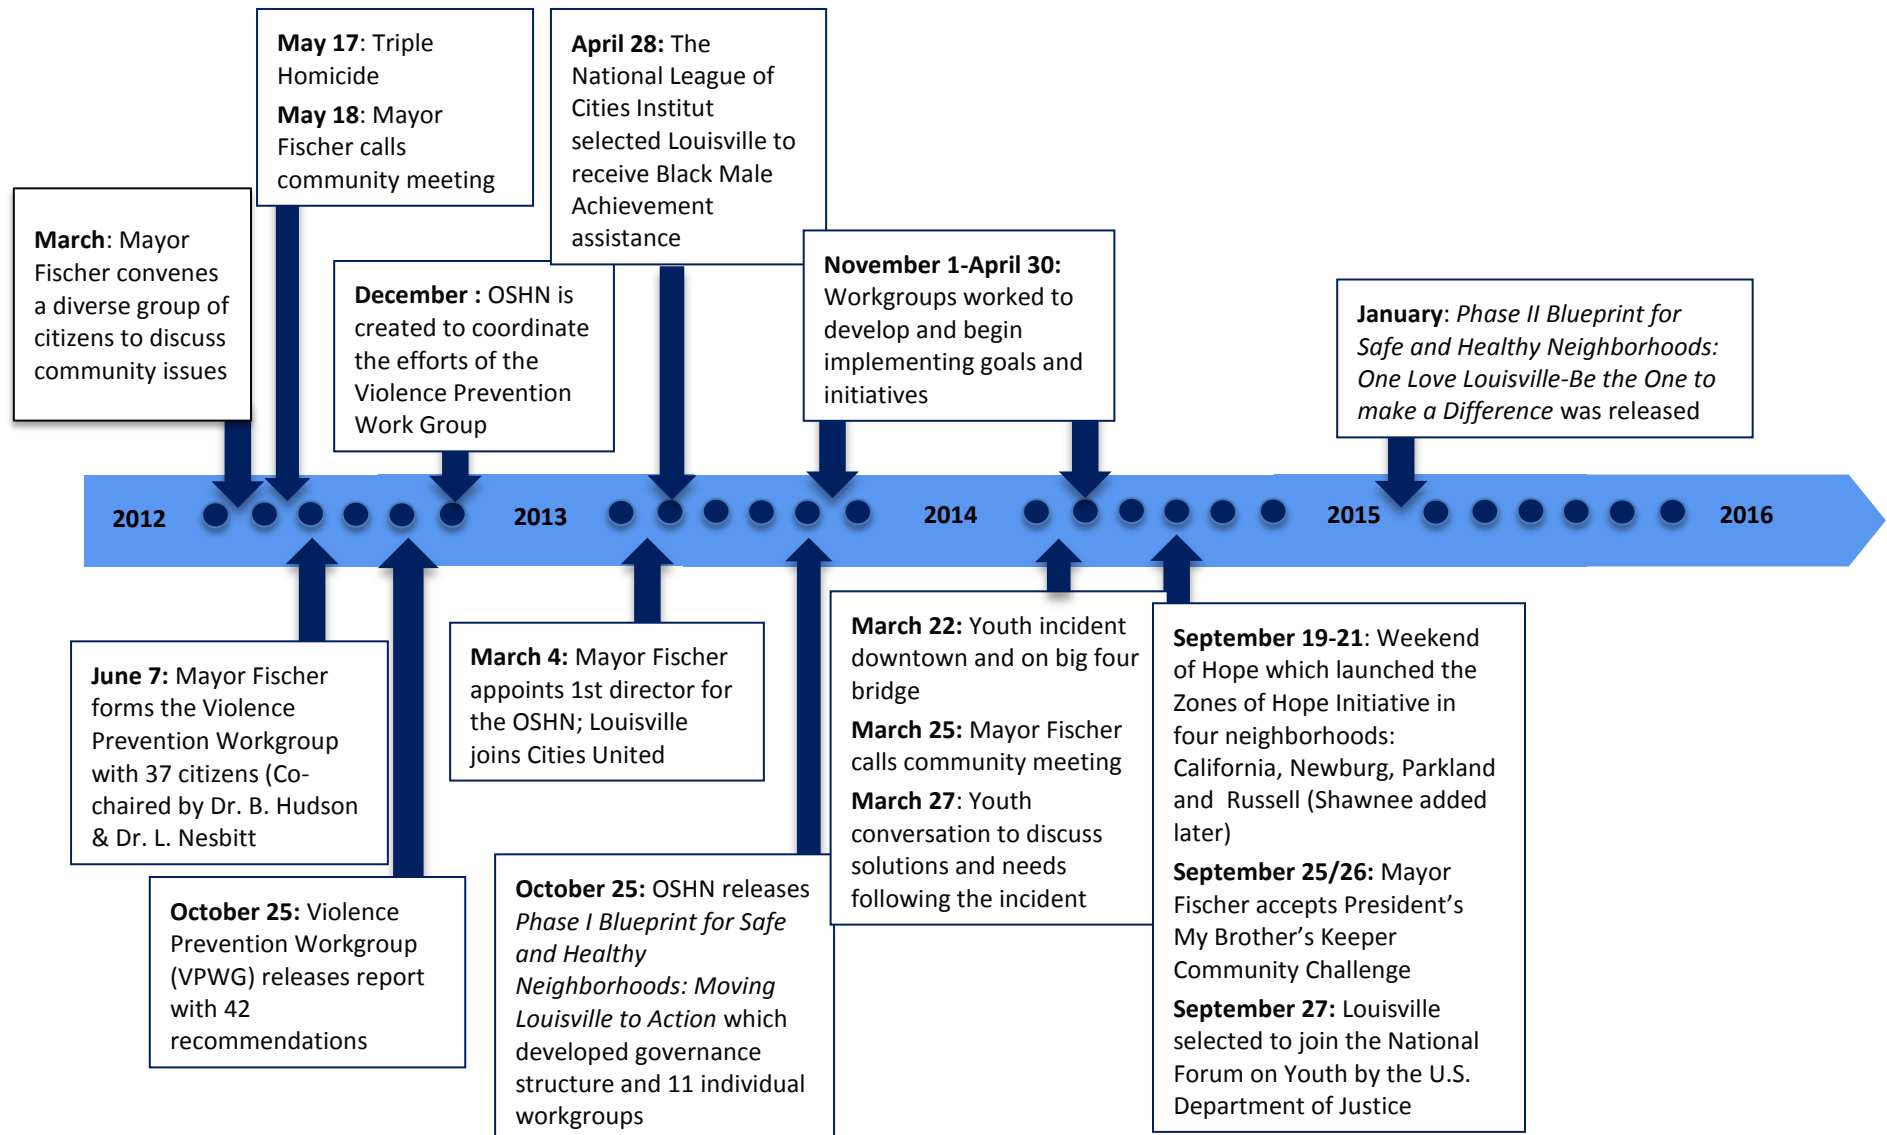 May 17: Triple
Homicide
May 18: Mayor
Fischer calls
community meeting
April 28: The
National League of
Cities Institut
selected Louisville to
receive Black Male
Achievement
assistance
March: Mayor
Fischer convenes
a diverse group of
citizens to discuss
community issues
December : OSHN is
created to coordinate
the efforts of the
Violence Prevention
Work Group
November 1-April 30:
Workgroups worked to
develop and begin
implementing goals and
initiatives
January: Phase II Blueprint for
Safe and Healthy Neighborhoods:
One Love Louisville-Be the One to
make a Difference was released
2012
2013
2014
2015
2016
June 7: Mayor Fischer
forms the Violence
Prevention Workgroup
with 37 citizens (Co-
chaired by Dr. B. Hudson
& Dr. L. Nesbitt
October 25: Violence
Prevention Workgroup
(VPWG) releases report
with 42
recommendations
March 4: Mayor Fischer
appoints 1st director for
the OSHN; Louisville
joins Cities United
October 25: OSHN releases
Phase I Blueprint for Safe
and Healthy
Neighborhoods: Moving
Louisville to Action which
developed governance
structure and 11 individual
workgroups
March 22: Youth incident
downtown and on big four
bridge
March 25: Mayor Fischer
calls community meeting
March 27: Youth
conversation to discuss
solutions and needs
following the incident
September 19-21: Weekend
of Hope which launched the
Zones of Hope Initiative in
four neighborhoods:
California, Newburg, Parkland
and Russell (Shawnee added
later)
September 25/26: Mayor
Fischer accepts President’s
My Brother’s Keeper
Community Challenge
September 27: Louisville
selected to join the National
Forum on Youth by the U.S.
Department of Justice